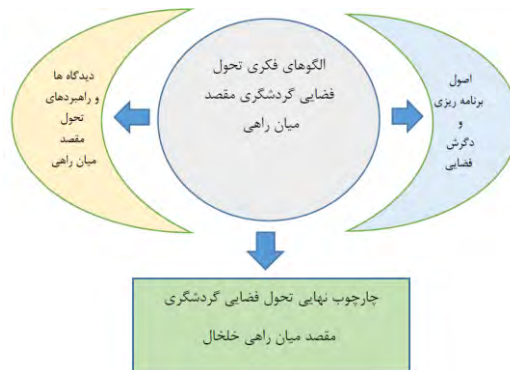 الگوهای فکری تحول
فضایی گردشگری مقصد
میان راهی
اصول
برنامه ریزی
و
دگرش
فضایی
دیدگاه ها
و راهبردهای
تحول
مقصد
میان راهی
چارچوب نهایی تحول فضایی گردشگری
مقصد میان راهی خلخال